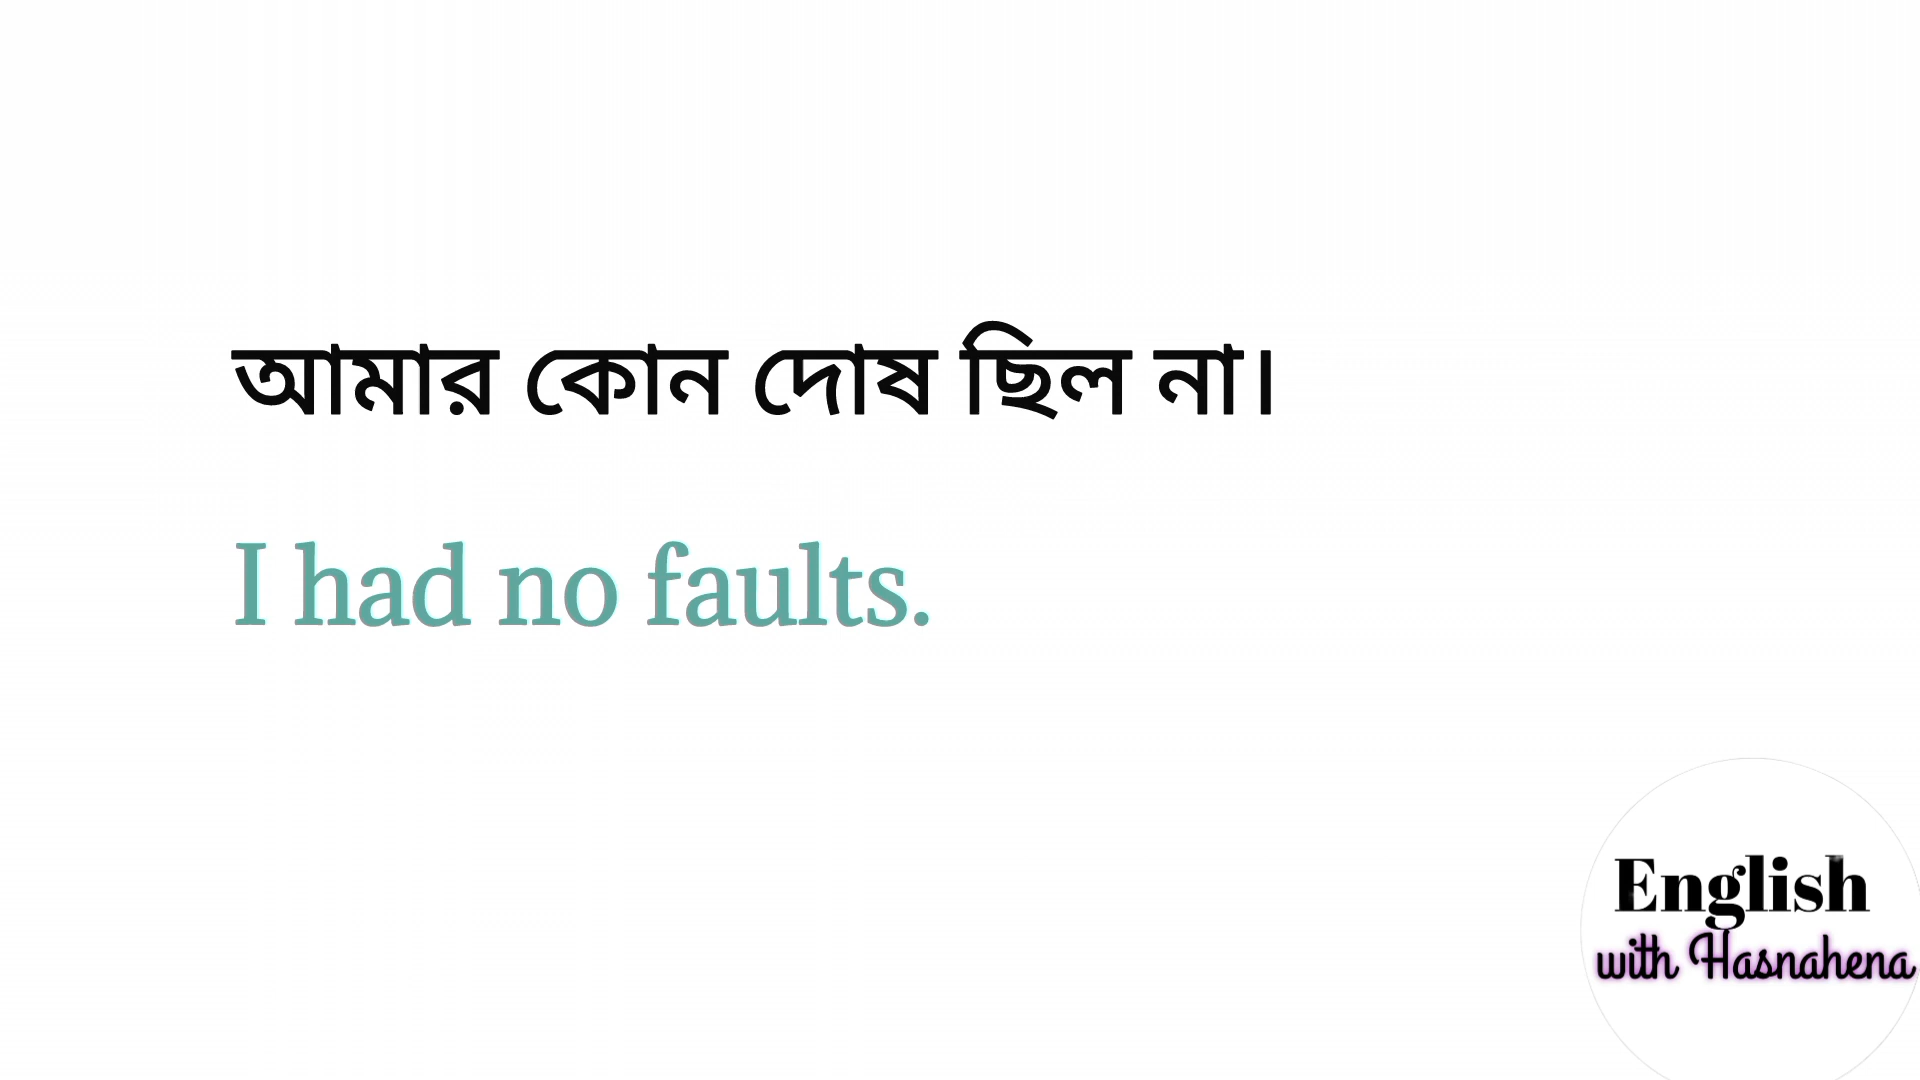 আমার কোন দোষ ছিল না।
I had no faults.
English
with Hasnahena